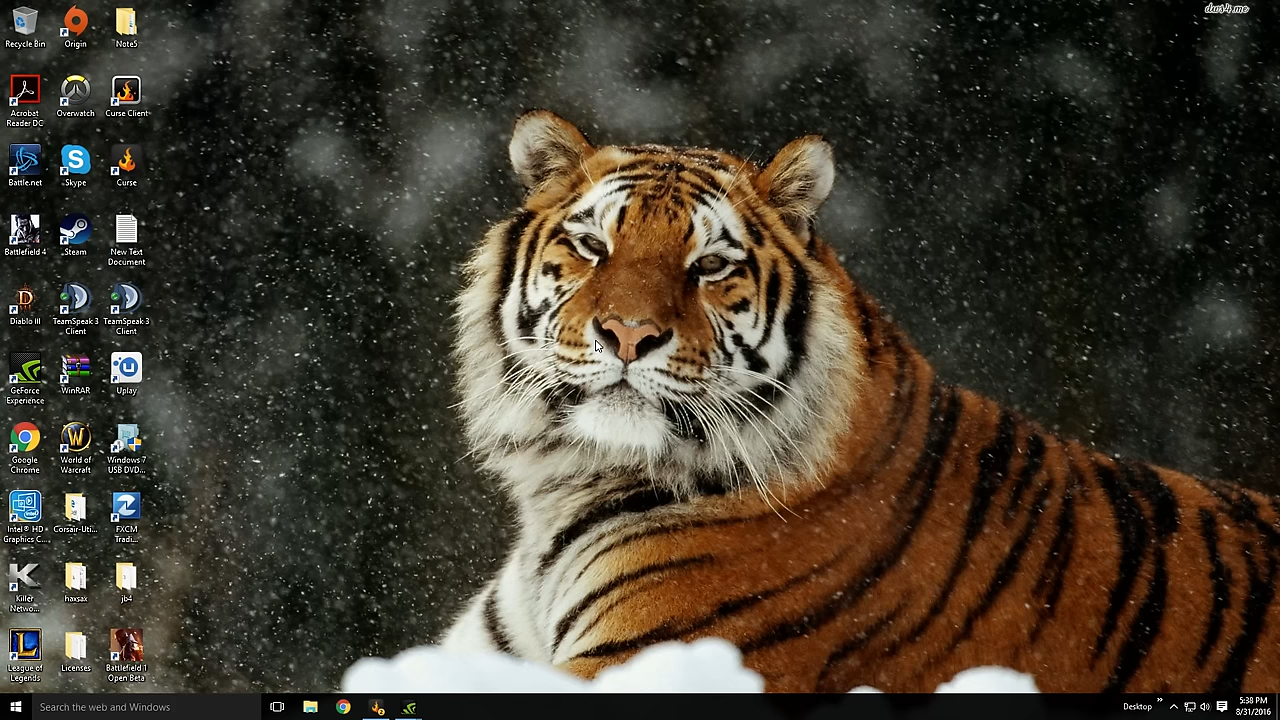 dws4.me
Recycle Bin
Origin
Note5
Acrobat
Reader DC
Overwatch
Curse Client
Battle.net
Skype
Curse
Battlefield 4
Steam
New Text
Document
Diablo III
TeamSpeak 3
Client
TeamSpeak 3
Client
GeForce
Experience
WinRAR
Uplay
Google
Chrome
World of
Warcraft
Windows 7
USB DVD...
Intel® HD
Graphics C...
Corsair-Uti...
FXCM
Tradi...
Killer
Netwo...
haxsax
jb4
League of
Legends
Licenses
Battlefield 1
Open Beta
Search the web and Windows
Desktop
5:38 PM
8/31/2016